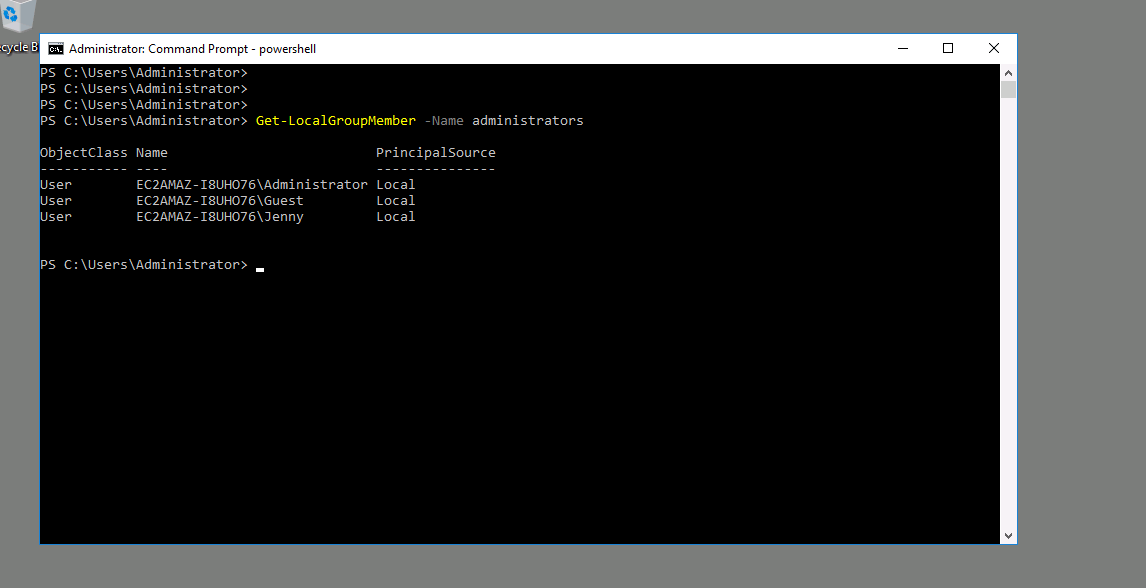 ecycle B
Administrator: Command Prompt - powershell
PS C:\Users\Administrator>
PS C:\Users\Administrator>
PS C:\Users\Administrator>
PS C:\Users\Administrator> Get-LocalGroupMember -Name administrators
ObjectClass Name                          PrincipalSource
----------- ----                          ---------------
User        EC2AMAZ-I8UHO76\Administrator Local
User        EC2AMAZ-I8UHO76\Guest         Local
User        EC2AMAZ-I8UHO76\Jenny         Local
PS C:\Users\Administrator>